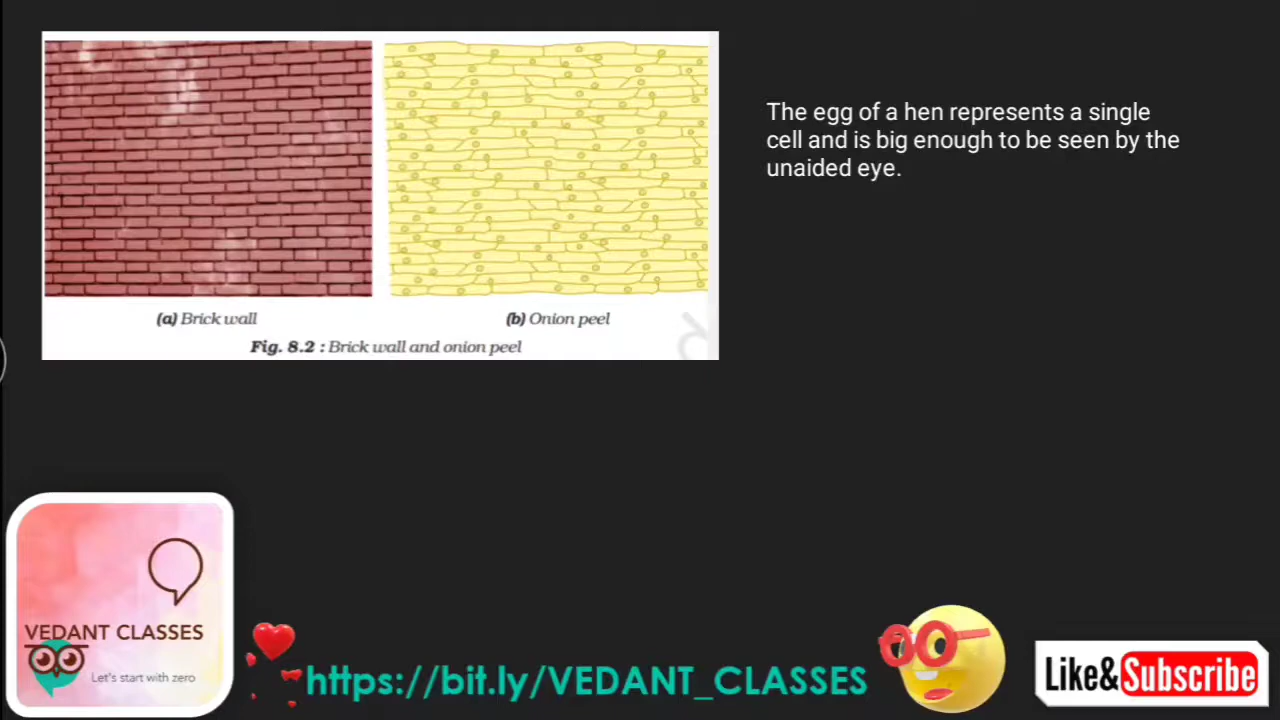 The egg of a hen represents a single
cell and is big enough to be seen by the
unaided eye.
(a) Brick wall
(b) Onion peel
Fig. 8.2 : Brick wall and onion peel
VEDANT CLASSES
Let's start with zero
https://bit.ly/VEDANT_CLASSES
Like& Subscribe